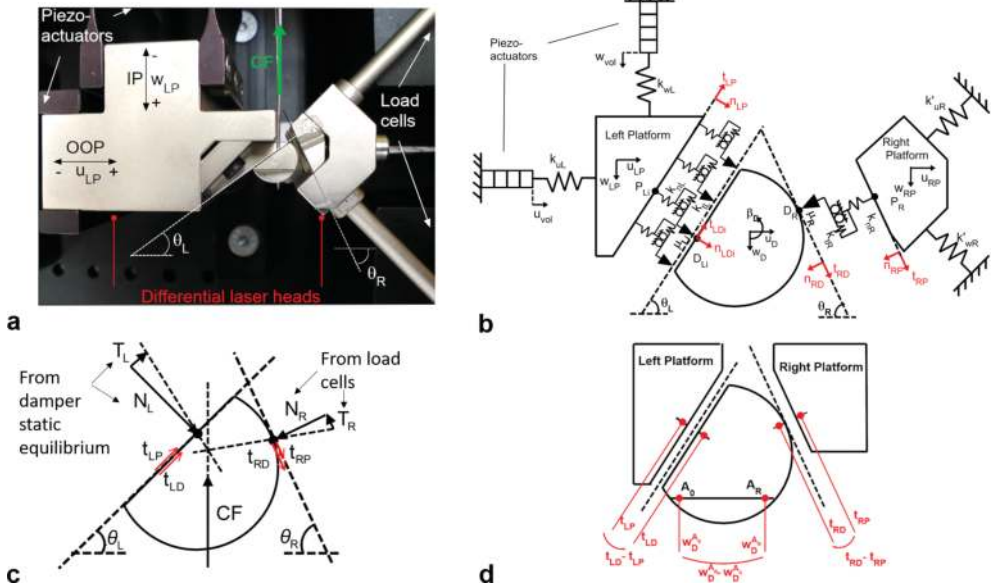 Piezo-
actuators
CF
IP
-
w_LP
+
Load
cells
OOP
- u_LP +
θ_L
θ_R
Differential laser heads
a
Piezo-
actuators
w_vol
k_wL
t_LP
n_LP
Left Platform
k'_uR
Right
Platform
k_uL
u_LP
w_LP
P_Li
u_vol
w_RP
u_RP
P_R
D_R
μ_R
k_tR
k_nR
β_D
u_D
w_D
t_LDi
n_LDi
D_Li
μ_L
n_RD
t_RD
n_RP
t_RP
k'_wR
θ_L
θ_R
b
T_L
From
damper
static
equilibrium
N_L
From load
cells
N_R
T_R
t_LP
t_LD
t_RD
t_RP
CF
θ_L
θ_R
c
Left Platform
Right Platform
A_0
A_R
t_LP
t_LD
t_LD- t_LP
t_RD
t_RP
t_RD- t_RP
d